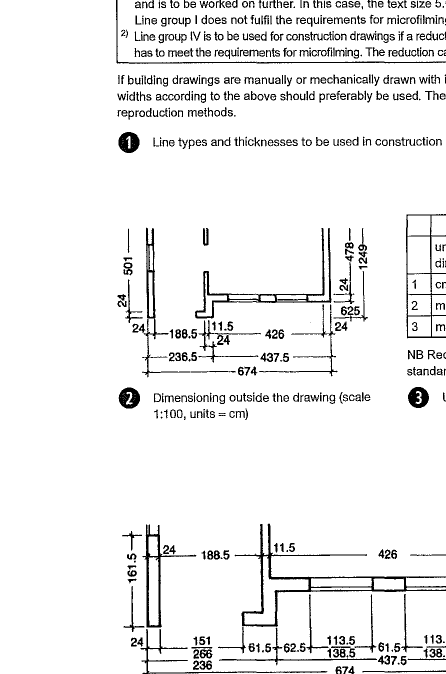 and is to be worked on further. In this case, the text size 5.
Line group I does not fulfil the requirements for microfilming
2) Line group IV is to be used for construction drawings if a reduct
has to meet the requirements for microfilming. The reduction ca
If building drawings are manually or mechanically drawn with i
widths according to the above should preferably be used. The
reproduction methods.
1 Line types and thicknesses to be used in construction
501
24
478
1249
24
625
24 188.5 11.5 426 24
24
236.5 437.5
674
un
di
1 cm
2 m
3 m
NB Rec
standar
2 Dimensioning outside the drawing (scale
1:100, units = cm)
3
161.5
24 188.5 11.5 426
24 151 61.5 62.5 113.5 61.5 113.
266 138.5 138.
236 437.5
674